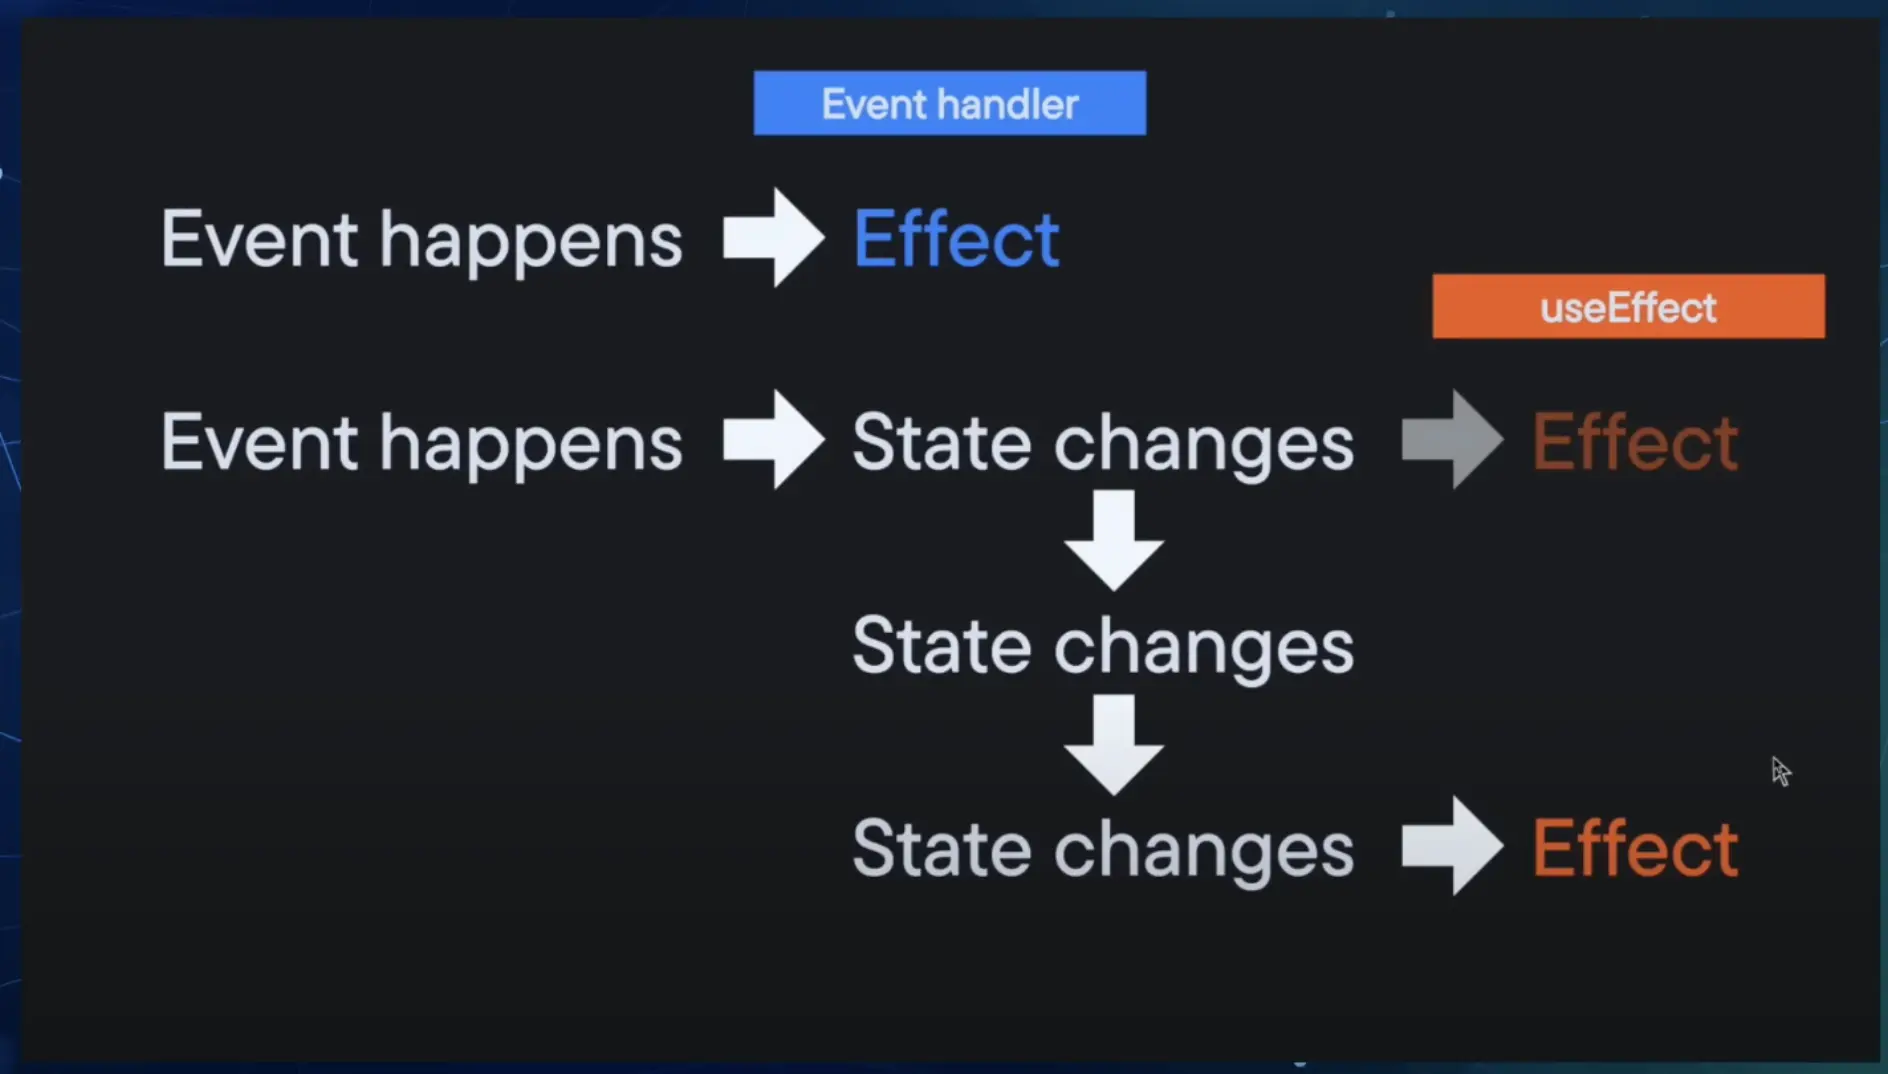 Event handler
Event happens Effect
useEffect
Event happens State changes Effect
State changes
State changes Effect